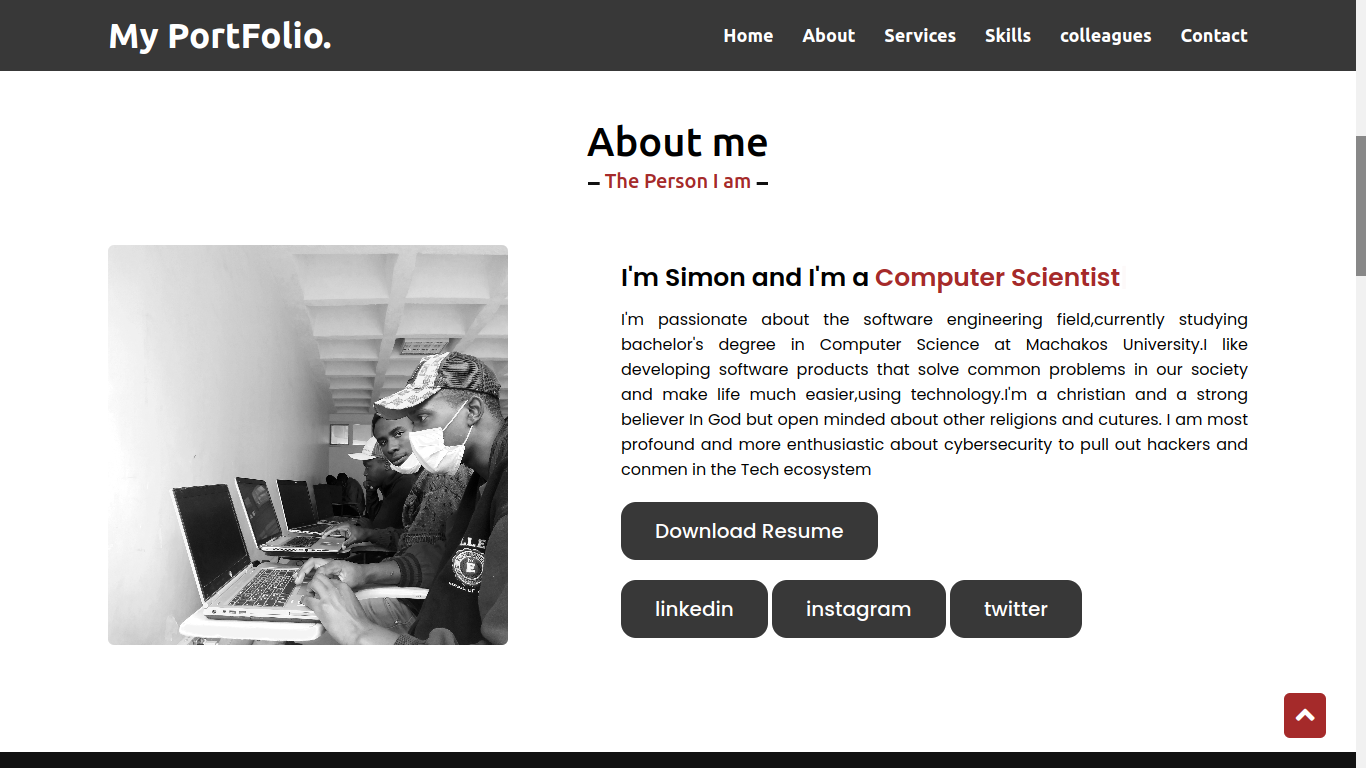 My PortFolio.
Home About Services Skills colleagues Contact
About me
– The Person I am –
I'm Simon and I'm a Computer Scientist
I'm passionate about the software engineering field,currently studying
bachelor's degree in Computer Science at Machakos University.I like
developing software products that solve common problems in our society
and make life much easier,using technology.I'm a christian and a strong
believer In God but open minded about other religions and cutures. I am most
profound and more enthusiastic about cybersecurity to pull out hackers and
conmen in the Tech ecosystem
Download Resume
linkedin instagram twitter